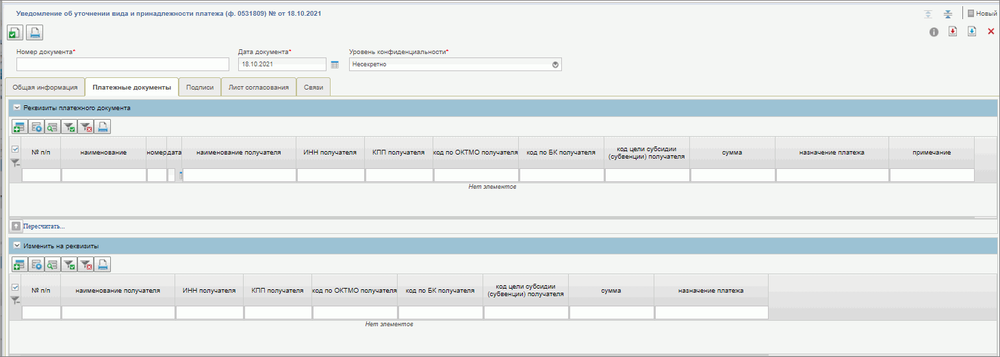 Уведомление об уточнении вида и принадлежности платежа (ф. 0531809) № от 18.10.2021
Новый
Номер документа*
Дата документа*
Уровень конфиденциальности*
18.10.2021
Несекретно
Общая информация
Платежные документы
Подписи
Лист согласования
Связи
Реквизиты платежного документа
№ п/п
наименование
номер
дата
наименование получателя
ИНН получателя
КПП получателя
код по ОКТМО получателя
код по БК получателя
код цели субсидии
(субвенции) получателя
сумма
назначение платежа
примечание
Нет элементов
Пересчитать...
Изменить на реквизиты
№ п/п
наименование получателя
ИНН получателя
КПП получателя
код по ОКТМО получателя
код по БК получателя
код цели субсидии
(субвенции) получателя
сумма
назначение платежа
Нет элементов